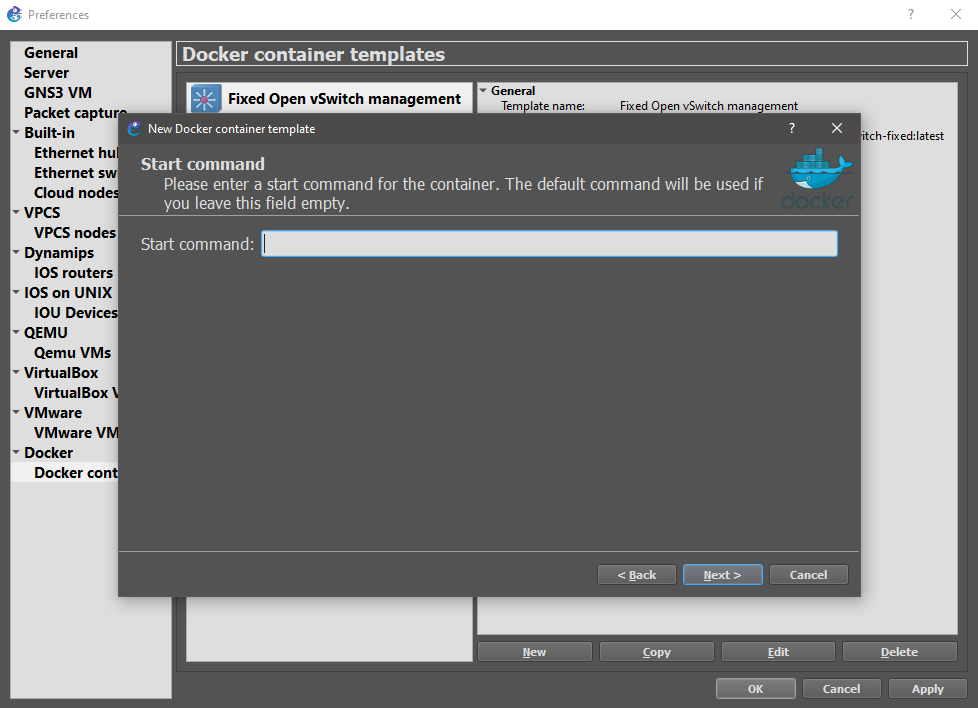 Preferences
?
General
Server
GNS3 VM
Packet capture
Built-in
Ethernet hu
Ethernet sw
Cloud nodes
VPCS
VPCS nodes
Dynamips
IOS routers
IOS on UNIX
IOU Devices
QEMU
Qemu VMs
VirtualBox
VirtualBox V
VMware
VMware VM
Docker
Docker cont
Docker container templates
Fixed Open vSwitch management
General
Template name: Fixed Open vSwitch management
itch-fixed:latest
New Docker container template
?
Start command
Please enter a start command for the container. The default command will be used if
you leave this field empty.
docker
Start command:
< Back Next > Cancel
New Copy Edit Delete
OK Cancel Apply